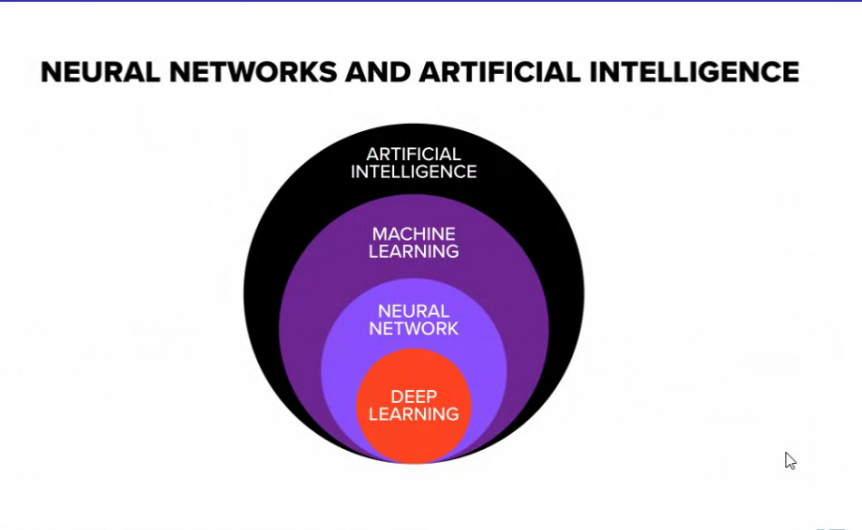 NEURAL NETWORKS AND ARTIFICIAL INTELLIGENCE
ARTIFICIAL
INTELLIGENCE
MACHINE
LEARNING
NEURAL
NETWORK
DEEP
LEARNING